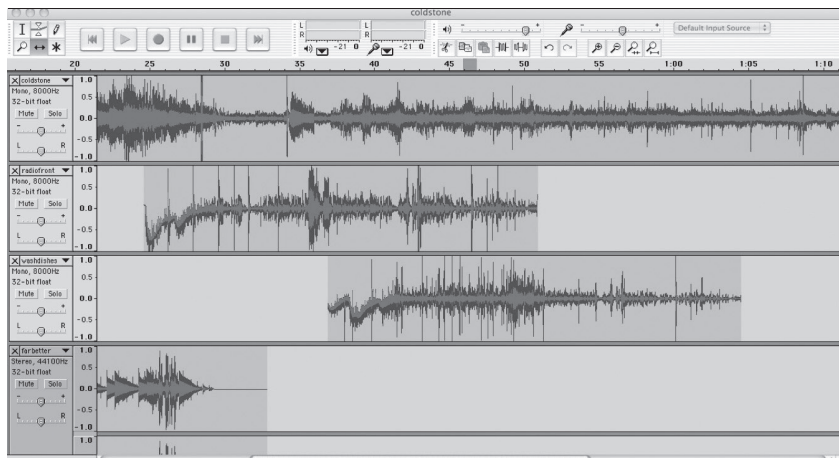 coldstone
L
R
L
R
-21 0
-21 0
- +
- +
Default Input Source
20 25 30 35 40 45 50 55 1:00 1:05 1:10
X coldstone
Mono, 8000Hz
32-bit float
Mute Solo
- +
L R
1.0
0.5
0.0
-0.5
-1.0
X radiofront
Mono, 8000Hz
32-bit float
Mute Solo
- +
L R
1.0
0.5
0.0
-0.5
-1.0
X washdishes
Mono, 8000Hz
32-bit float
Mute Solo
- +
L R
1.0
0.5
0.0
-0.5
-1.0
X farbetter
Stereo, 44100Hz
32-bit float
Mute Solo
- +
L R
1.0
0.5
0.0
-0.5
-1.0
1.0